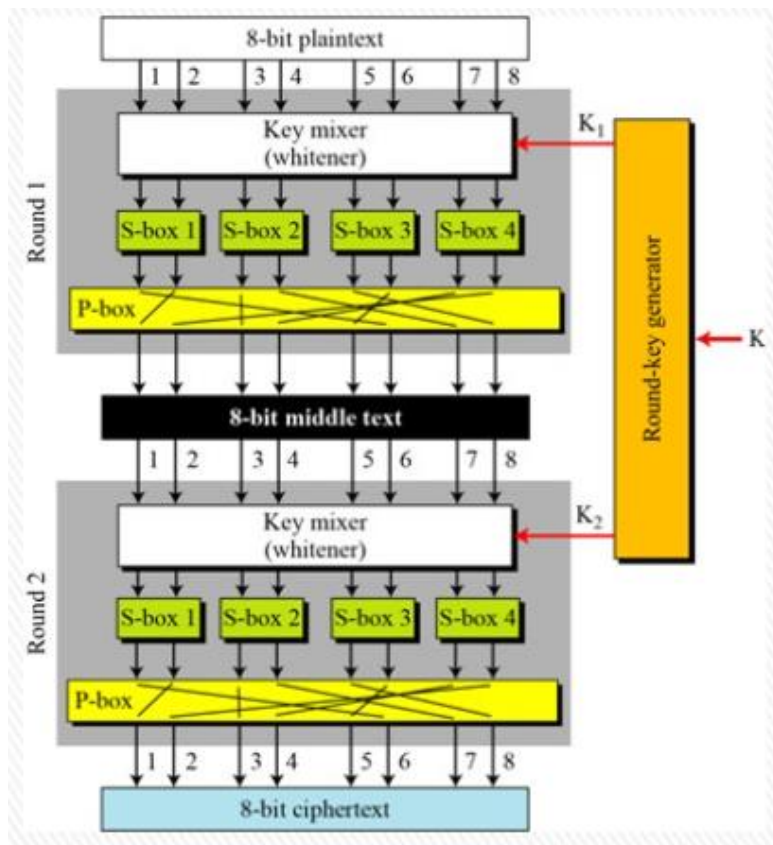 8-bit plaintext
1 2 3 4 5 6 7 8
Round 1
Key mixer
(whitener)
K1
S-box 1 S-box 2 S-box 3 S-box 4
P-box
Round-key generator
K
8-bit middle text
1 2 3 4 5 6 7 8
Round 2
Key mixer
(whitener)
K2
S-box 1 S-box 2 S-box 3 S-box 4
P-box
1 2 3 4 5 6 7 8
8-bit ciphertext